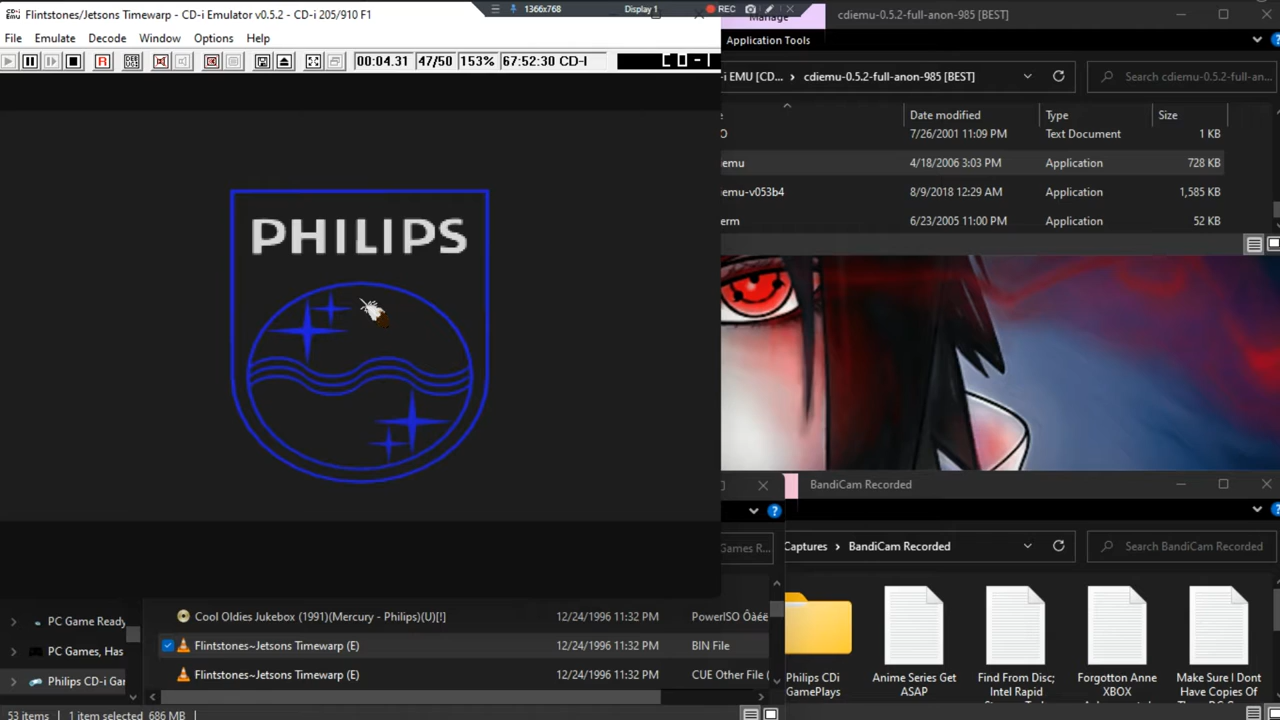 Flintstones/Jetsons Timewarp - CD-i Emulator v0.5.2 - CD-i 205/910 F1
File Emulate Decode Window Options Help
00:04.31 47/50 153% 67:52:30 CD-I
CD-I
PHILIPS
1366x768 Display 1 REC
Manage cdiemu-0.5.2-full-anon-985 [BEST]
Application Tools
-i EMU [CD... > cdiemu-0.5.2-full-anon-985 [BEST] Search cdiemu-0.5.2-full-an...
Date modified Type Size
O 7/26/2001 11:09 PM Text Document 1 KB
emu 4/18/2006 3:03 PM Application 728 KB
emu-v053b4 8/9/2018 12:29 AM Application 1,585 KB
erm 6/23/2005 11:00 PM Application 52 KB
Games R...
PC Game Ready
PC Games, Has
Philips CD-i Gar
Cool Oldies Jukebox (1991)(Mercury - Philips)(U)[!] 12/24/1996 11:32 PM PowerISO Ôàéë
Flintstones~Jetsons Timewarp (E) 12/24/1996 11:32 PM BIN File
Flintstones~Jetsons Timewarp (E) 12/24/1996 11:32 PM CUE Other File (
53 items 1 item selected 686 MB
BandiCam Recorded
Captures > BandiCam Recorded Search BandiCam Recorded
Philips CDi
GamePlays
Anime Series Get
ASAP
Find From Disc;
Intel Rapid
Forgotton Anne
XBOX
Make Sure I Dont
Have Copies Of